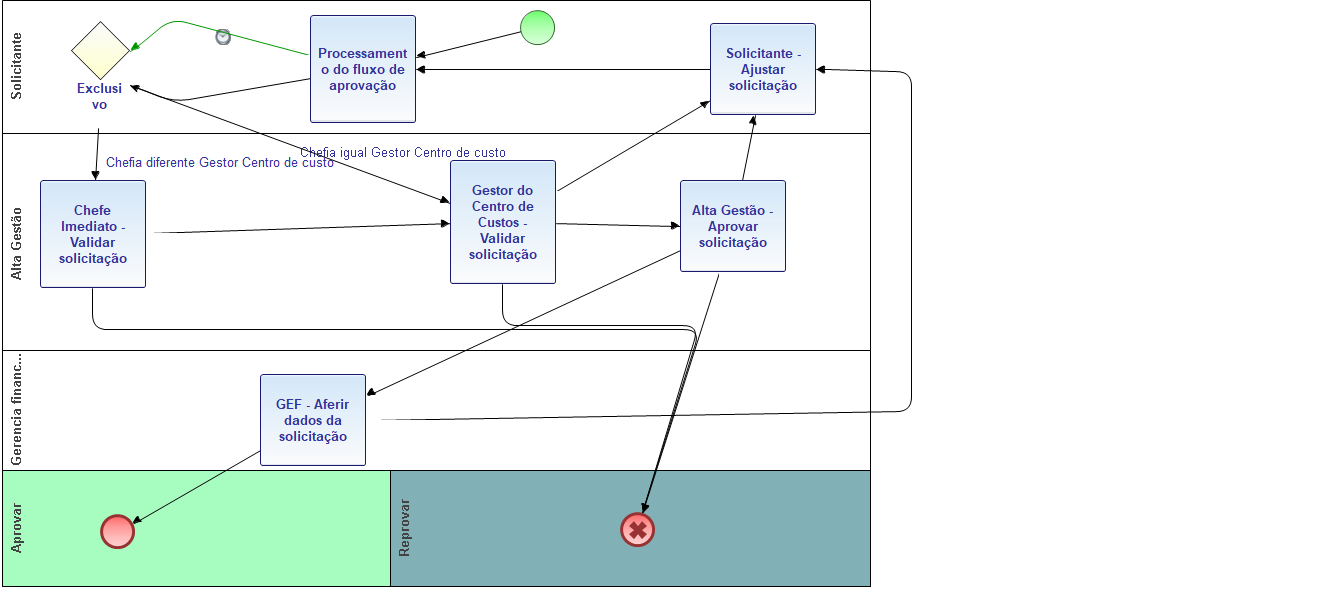 Solicitante
Exclusi
vo
Processament
o do fluxo de
aprovação
Solicitante -
Ajustar
solicitação
Alta Gestão
Chefia diferente Gestor Centro de custo
Chefia igual Gestor Centro de custo
Chefe
Imediato -
Validar
solicitação
Gestor do
Centro de
Custos -
Validar
solicitação
Alta Gestão -
Aprovar
solicitação
Gerencia financ...
GEF - Aferir
dados da
solicitação
Aprovar
Reprovar